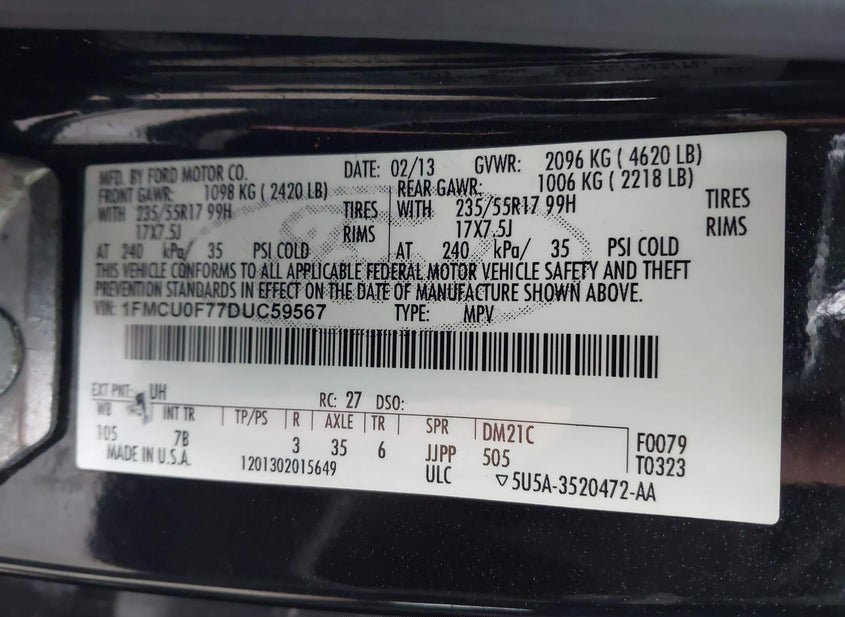 MFD. BY FORD MOTOR CO. DATE: 02/13 GVWR: 2096 KG ( 4620 LB)
FRONT GAWR: 1098 KG ( 2420 LB) REAR GAWR: 1006 KG ( 2218 LB)
WITH 235/55R17 99H TIRES WITH 235/55R17 99H TIRES
17X7.5J RIMS 17X7.5J RIMS
AT 240 kPa/ 35 PSI COLD AT 240 kPa/ 35 PSI COLD
THIS VEHICLE CONFORMS TO ALL APPLICABLE FEDERAL MOTOR VEHICLE SAFETY AND THEFT
PREVENTION STANDARDS IN EFFECT ON THE DATE OF MANUFACTURE SHOWN ABOVE.
VIN: 1FMCU0F77DUC59567 TYPE: MPV
EXT PNT: UH RC: 27 DSO:
WB INT TR TP/PS R AXLE TR SPR DM21C F0079
105 7B 3 35 6 JJPP 505 T0323
MADE IN U.S.A. 1201302015649 ULC ▽5U5A-3520472-AA